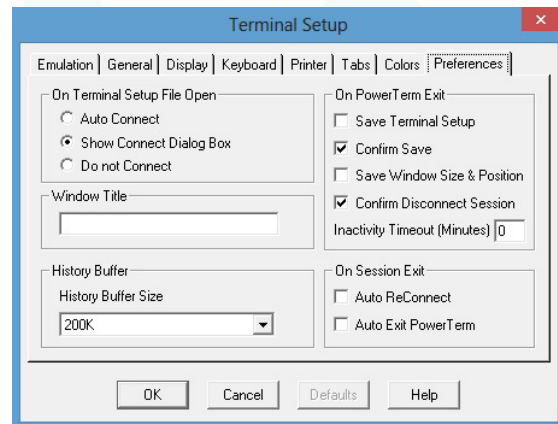 Terminal Setup
x
Emulation General Display Keyboard Printer Tabs Colors Preferences
On Terminal Setup File Open
Auto Connect
Show Connect Dialog Box
Do not Connect
Window Title
History Buffer
History Buffer Size
200K
On PowerTerm Exit
Save Terminal Setup
Confirm Save
Save Window Size & Position
Confirm Disconnect Session
Inactivity Timeout (Minutes) 0
On Session Exit
Auto ReConnect
Auto Exit PowerTerm
OK Cancel Defaults Help